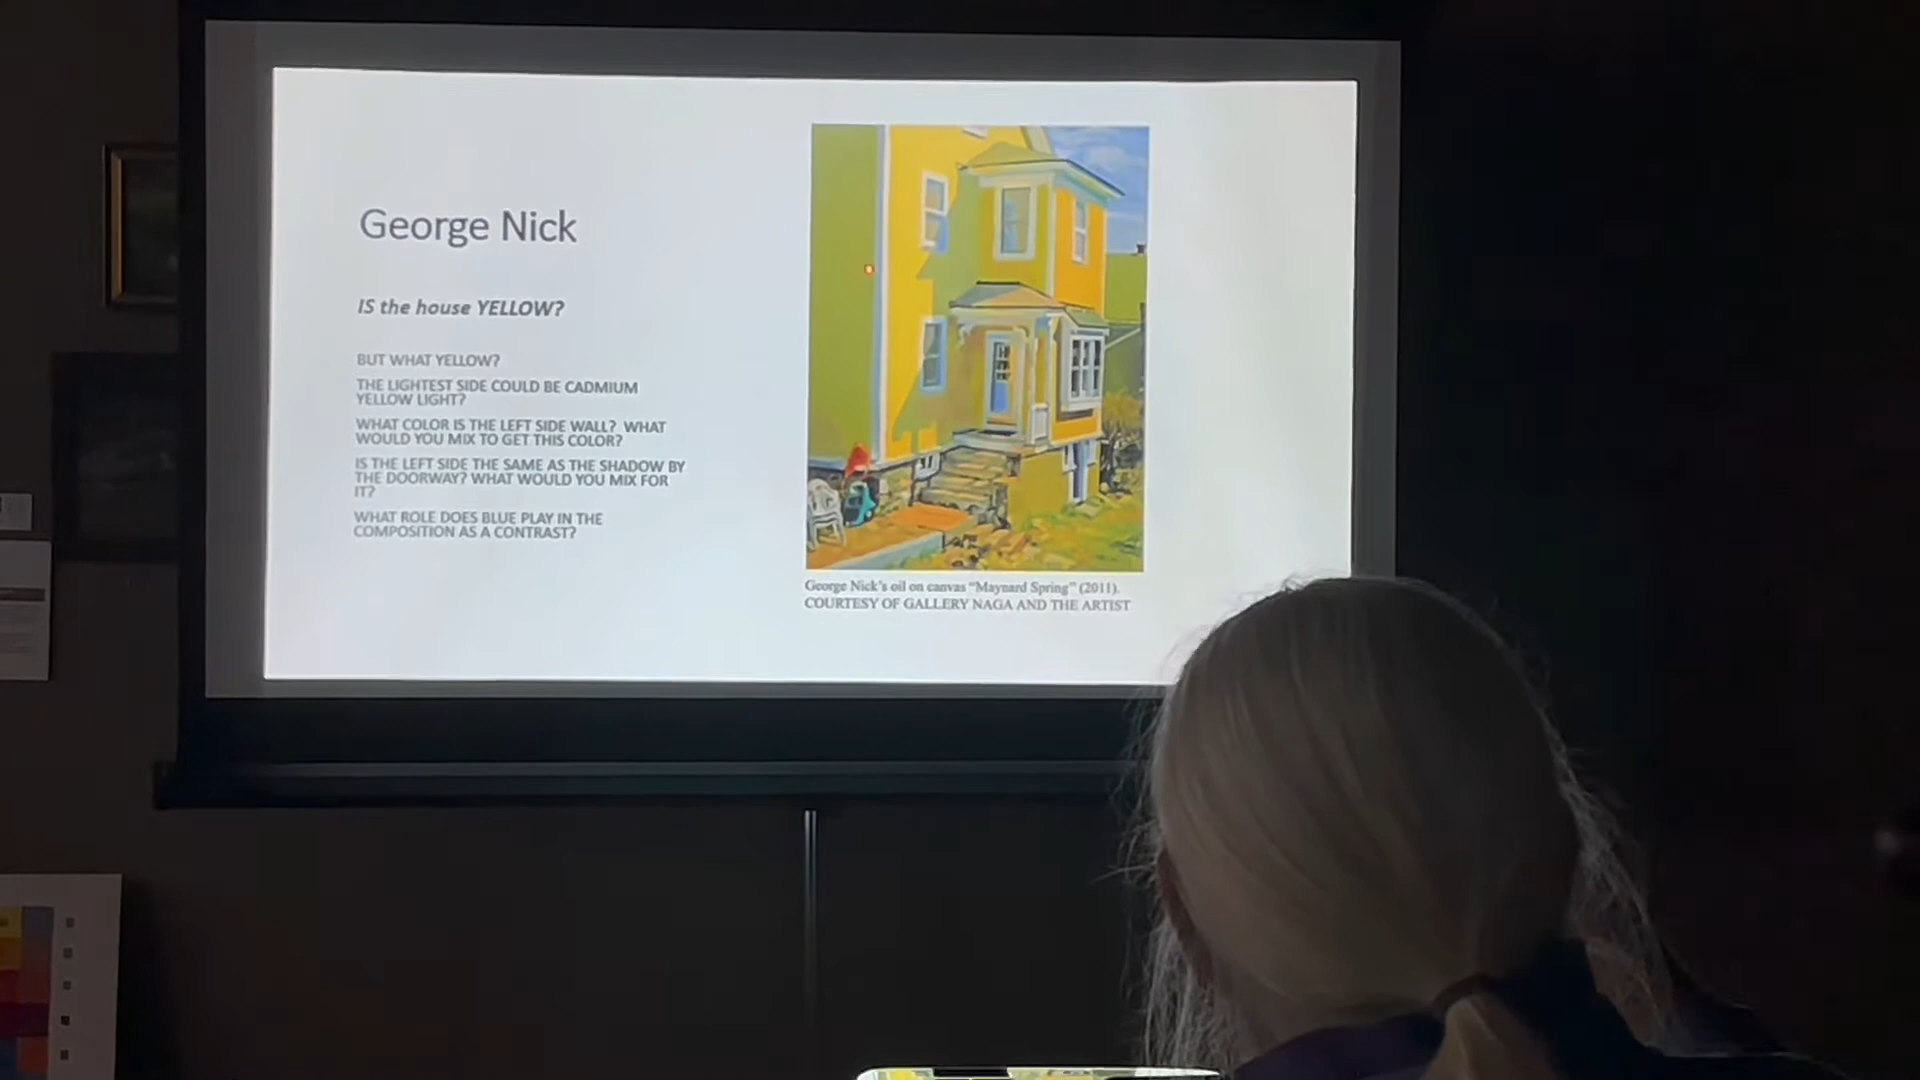 George Nick
IS the house YELLOW?
BUT WHAT YELLOW?
THE LIGHTEST SIDE COULD BE CADMIUM
YELLOW LIGHT?
WHAT COLOR IS THE LEFT SIDE WALL? WHAT
WOULD YOU MIX TO GET THIS COLOR?
IS THE LEFT SIDE THE SAME AS THE SHADOW BY
THE DOORWAY? WHAT WOULD YOU MIX FOR
IT?
WHAT ROLE DOES BLUE PLAY IN THE
COMPOSITION AS A CONTRAST?
George Nick's oil on canvas “Maynard Spring” (2011).
COURTESY OF GALLERY NAGA AND THE ARTIST